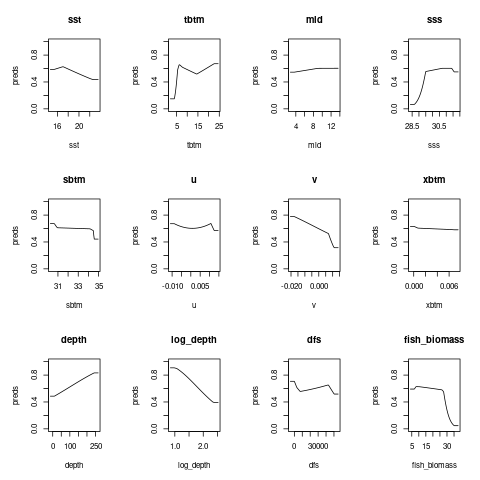 sst tbtm mld sss
preds 0.0 0.4 0.8 preds 0.0 0.4 0.8 preds 0.0 0.4 0.8 preds 0.0 0.4 0.8
16 20 5 15 25 4 8 12 28.5 30.5
sst tbtm mld sss
sbtm u v xbtm
preds 0.0 0.4 0.8 preds 0.0 0.4 0.8 preds 0.0 0.4 0.8 preds 0.0 0.4 0.8
31 33 35 -0.010 0.005 -0.020 0.000 0.000 0.006
sbtm u v xbtm
depth log_depth dfs fish_biomass
preds 0.0 0.4 0.8 preds 0.0 0.4 0.8 preds 0.0 0.4 0.8 preds 0.0 0.4 0.8
0 100 250 1.0 2.0 0 30000 5 15 30
depth log_depth dfs fish_biomass